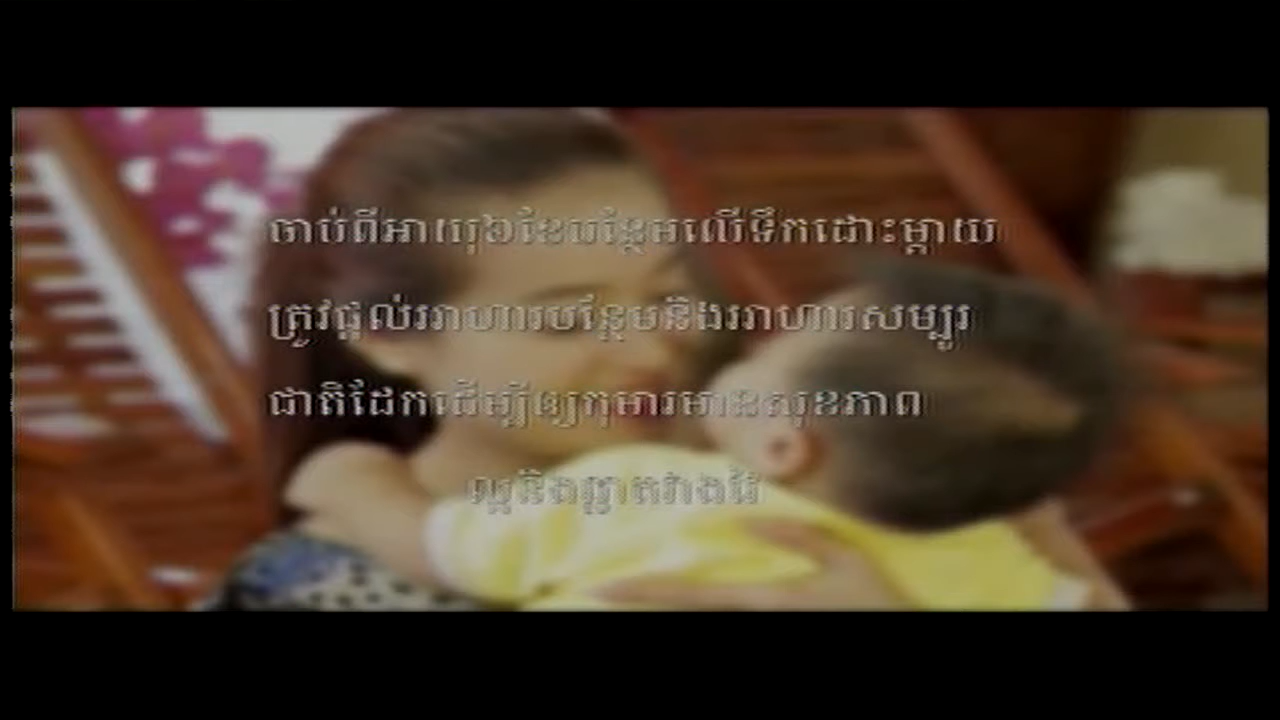 ចាប់ពីអាយុ៦ខែបន្ថែមលើទឹកដោះម្ដាយ
ត្រូវផ្ដល់អាហារបន្ថែមនិងអាហារសម្បូរ
ជាតិដែកដើម្បីឲ្យកុមារមានសុខភាព
ល្អនិងឆ្លាតវាងវៃ